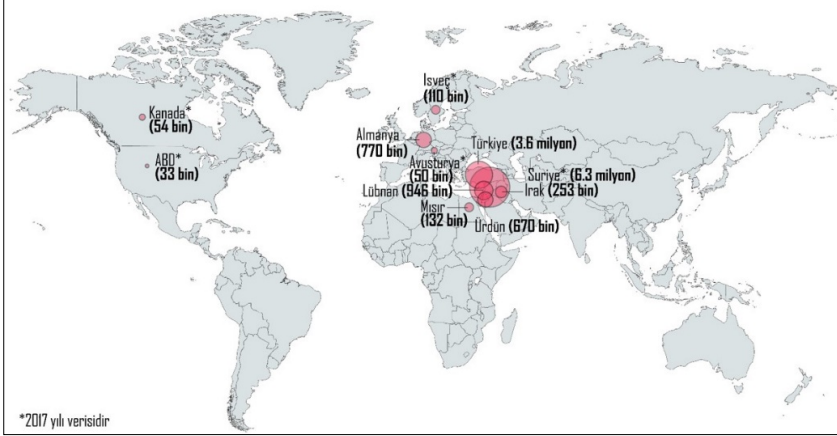 İsveç*
(110 bin)
Kanada*
(54 bin)
Almanya
(770 bin)
Türkiye (3.6 milyon)
ABD*
(33 bin)
Avusturya*
(50 bin)
Suriye* (6.3 milyon)
Lübnan (946 bin)
Irak (253 bin)
Mısır
(132 bin)
Ürdün (670 bin)
*2017 yılı verisidir